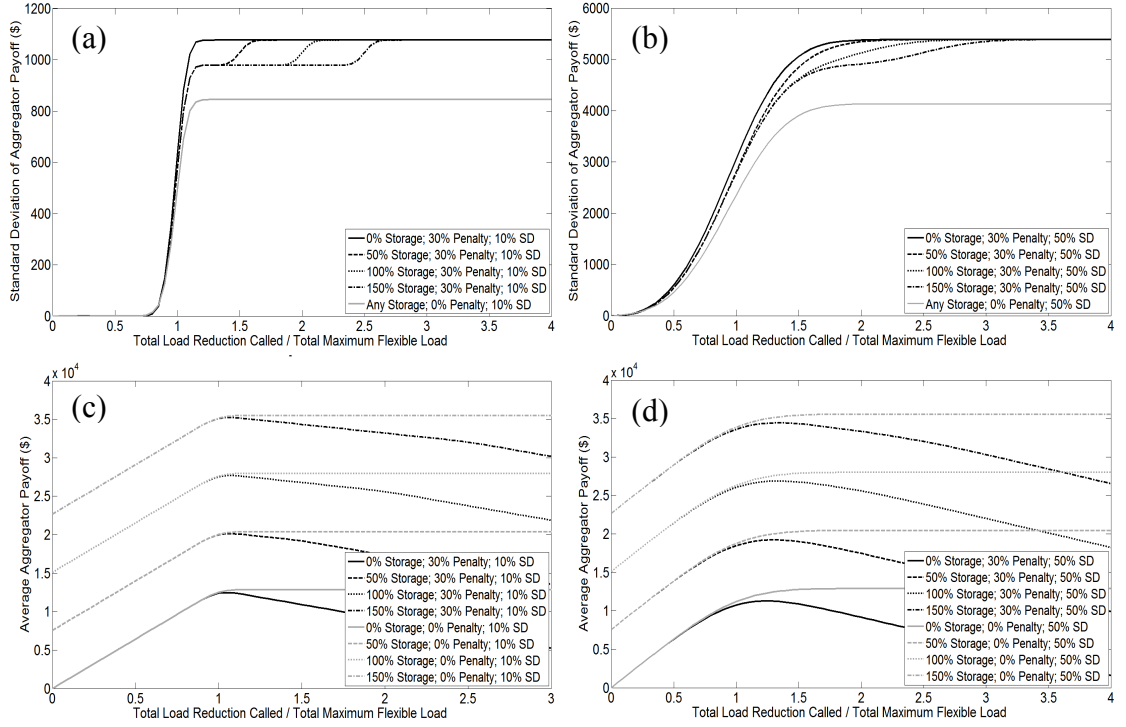 (a)
Standard Deviation of Aggregator Payoff ($)
1200
1000
800
600
400
200
0
0 0.5 1 1.5 2 2.5 3 3.5 4
Total Load Reduction Called / Total Maximum Flexible Load
0% Storage; 30% Penalty; 10% SD
50% Storage; 30% Penalty; 10% SD
100% Storage; 30% Penalty; 10% SD
150% Storage; 30% Penalty; 10% SD
Any Storage; 0% Penalty; 10% SD
(b)
Standard Deviation of Aggregator Payoff ($)
6000
5000
4000
3000
2000
1000
0
0 0.5 1 1.5 2 2.5 3 3.5 4
Total Load Reduction Called / Total Maximum Flexible Load
0% Storage; 30% Penalty; 50% SD
50% Storage; 30% Penalty; 50% SD
100% Storage; 30% Penalty; 50% SD
150% Storage; 30% Penalty; 50% SD
Any Storage; 0% Penalty; 50% SD
(c)
x 10⁴
Average Aggregator Payoff ($)
4
3.5
3
2.5
2
1.5
1
0.5
0
0 0.5 1 1.5 2 2.5 3
Total Load Reduction Called / Total Maximum Flexible Load
0% Storage; 30% Penalty; 10% SD
50% Storage; 30% Penalty; 10% SD
100% Storage; 30% Penalty; 10% SD
150% Storage; 30% Penalty; 10% SD
0% Storage; 0% Penalty; 10% SD
50% Storage; 0% Penalty; 10% SD
100% Storage; 0% Penalty; 10% SD
150% Storage; 0% Penalty; 10% SD
(d)
x 10⁴
Average Aggregator Payoff ($)
4
3.5
3
2.5
2
1.5
1
0.5
0
0 0.5 1 1.5 2 2.5 3 3.5 4
Total Load Reduction Called / Total Maximum Flexible Load
0% Storage; 30% Penalty; 50% SD
50% Storage; 30% Penalty; 50% SD
100% Storage; 30% Penalty; 50% SD
150% Storage; 30% Penalty; 50% SD
0% Storage; 0% Penalty; 50% SD
50% Storage; 0% Penalty; 50% SD
100% Storage; 0% Penalty; 50% SD
150% Storage; 0% Penalty; 50% SD